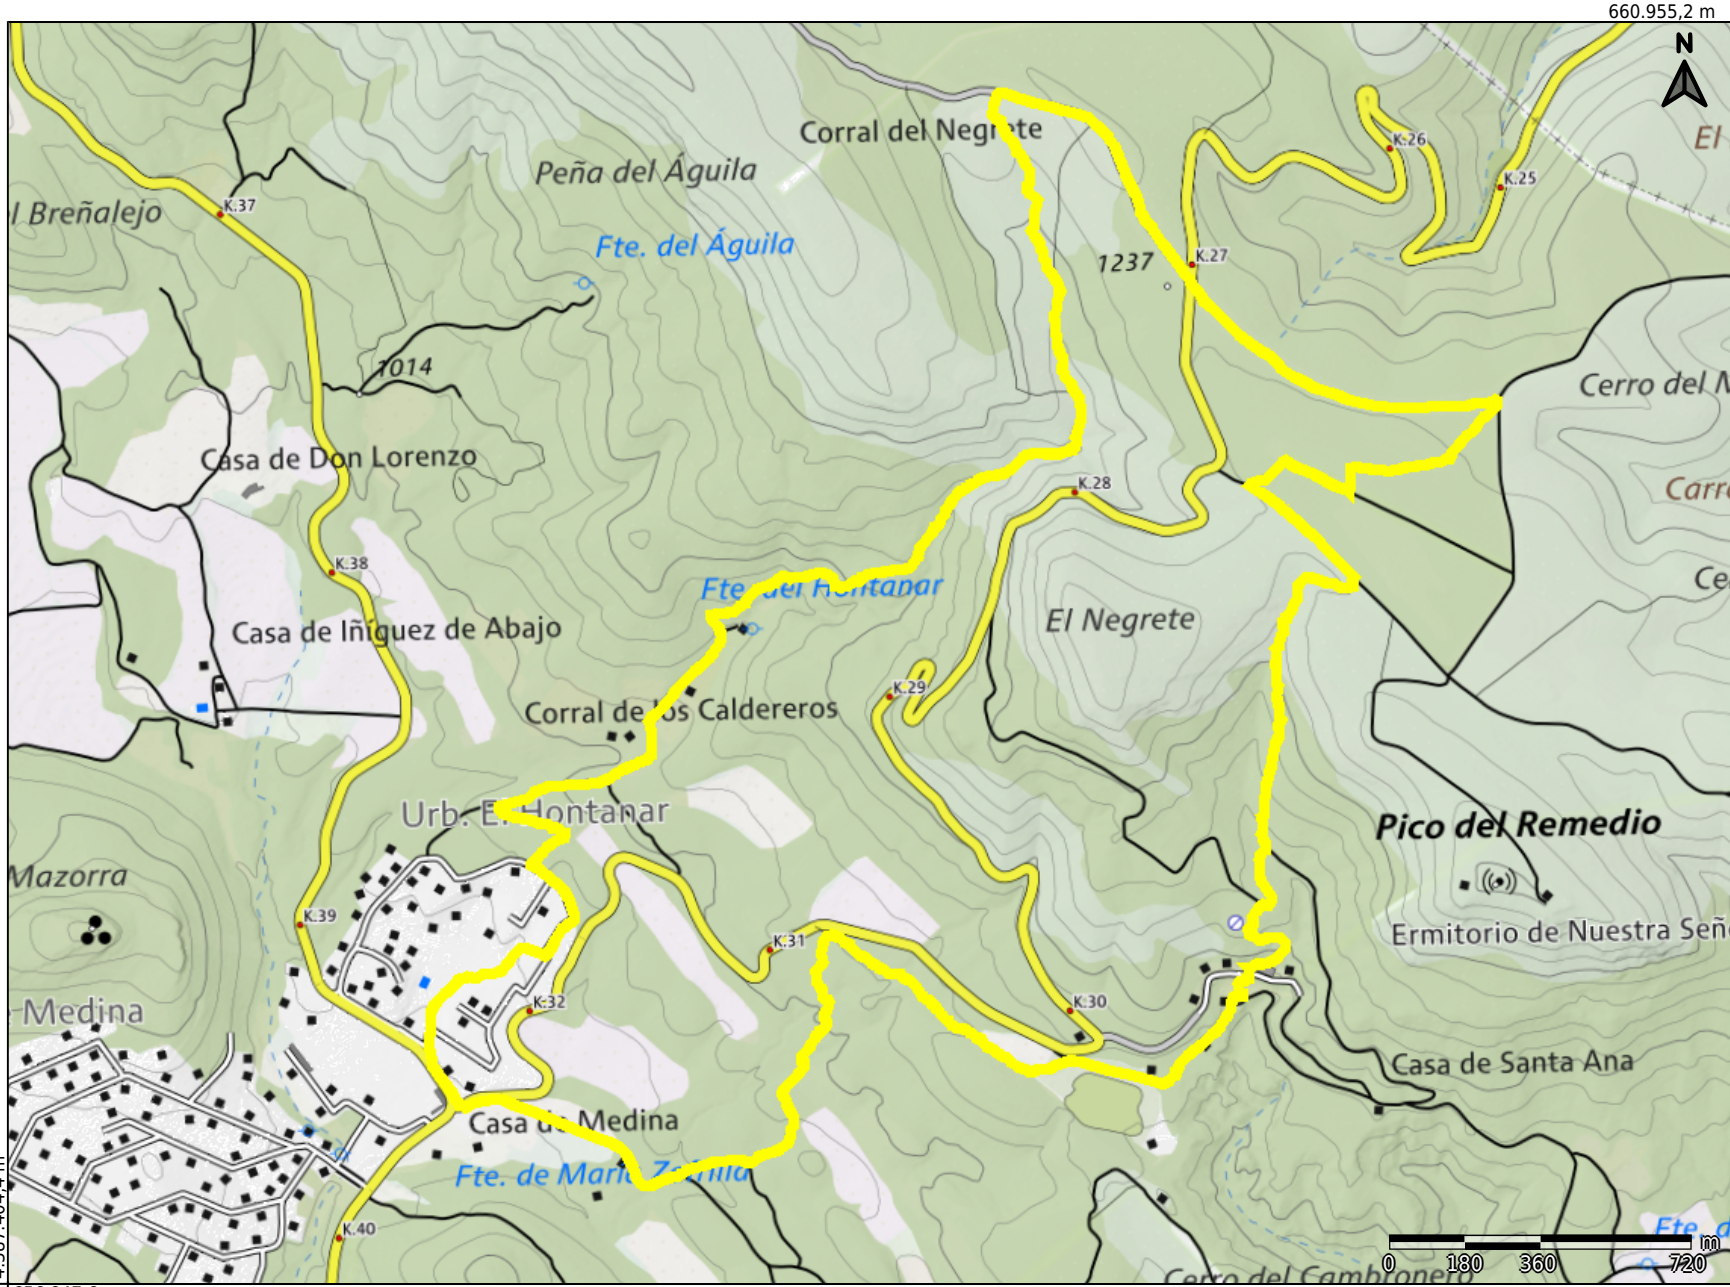 660.955,2 m
N
Corral del Negrete
K.26
El
Peña del Águila
K.25
l Breñalejo
K.37
Fte. del Águila
1237
K.27
1014
Cerro del
Casa de Don Lorenzo
K.28
Carr
K.38
Fte. del Hontanar
Ce
Casa de Iñíguez de Abajo
El Negrete
K.29
Corral de los Caldereros
Urb. El Hontanar
Pico del Remedio
Mazorra
K.39
K.31
Ermitorio de Nuestra Señ
K.32
K.30
Medina
Casa de Santa Ana
Casa de Medina
Fte. de María Zorrilla
K.40
Fte. d
m
0 180 360 720
Cerro del Cambronero